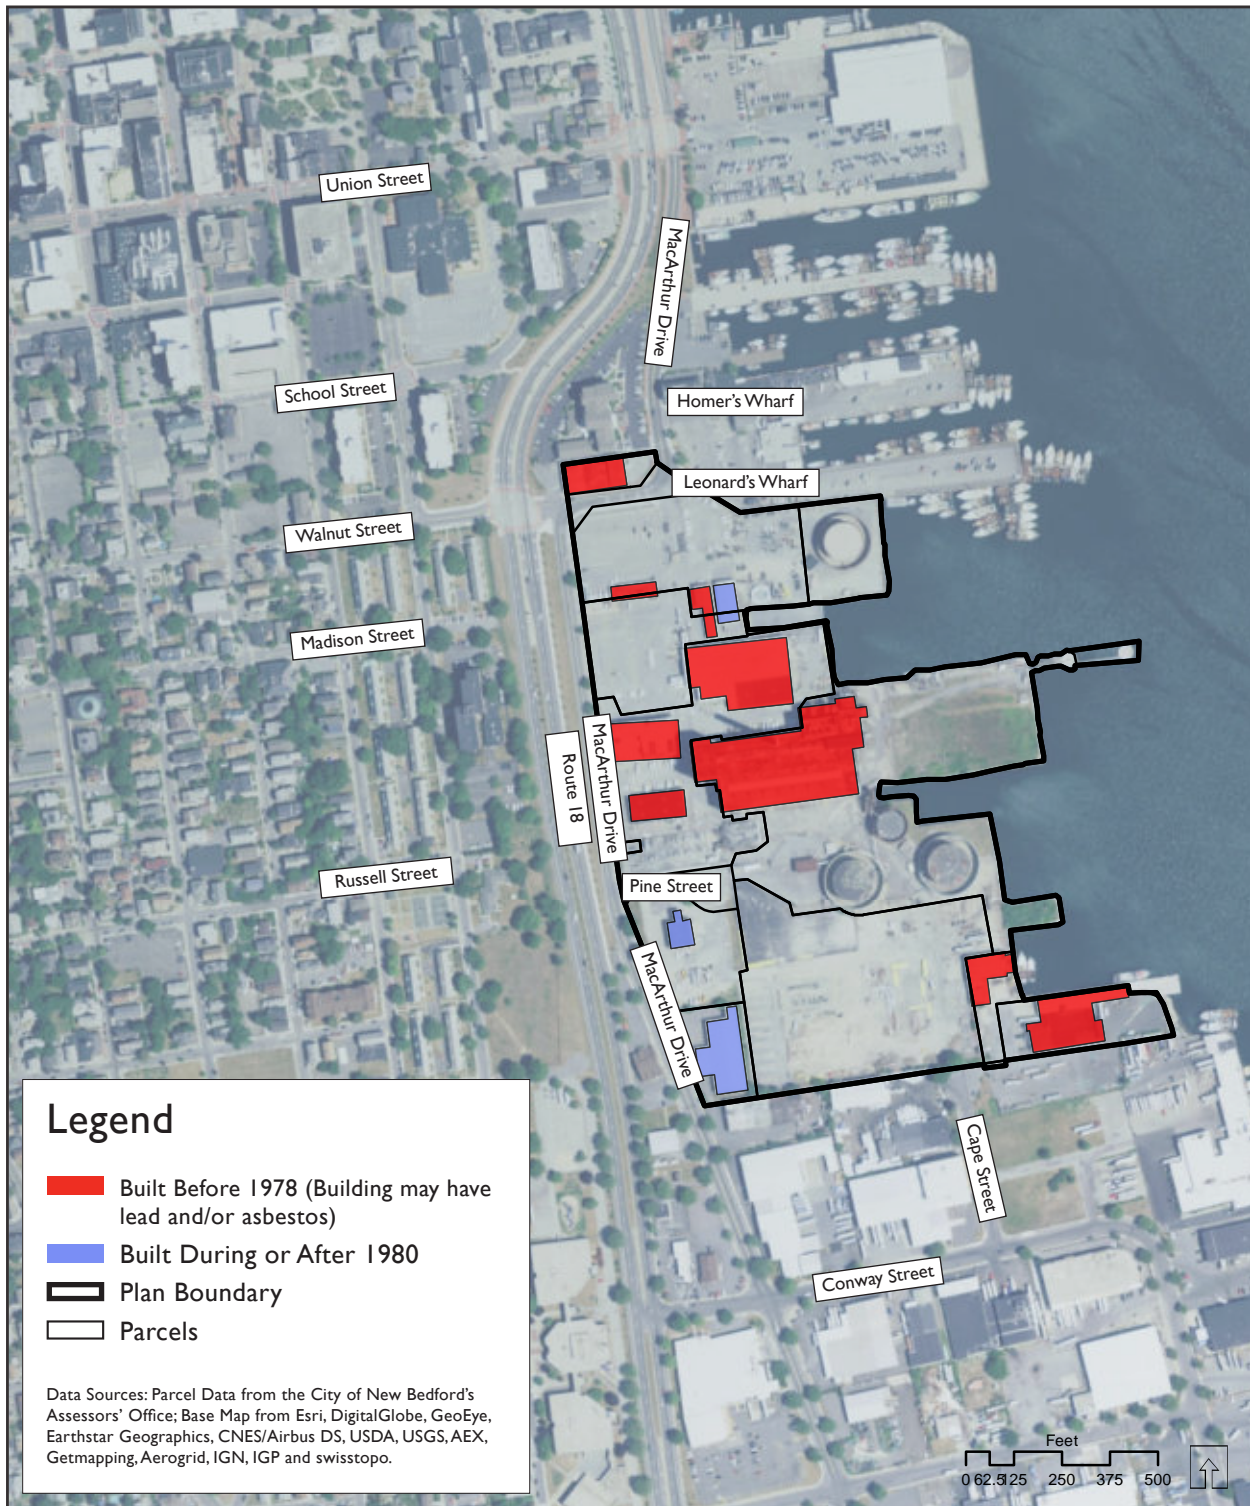 Union Street
MacArthur Drive
School Street
Homer's Wharf
Leonard's Wharf
Walnut Street
Madison Street
Route 18
MacArthur Drive
Russell Street
Pine Street
MacArthur Drive
Cape Street
Conway Street
Legend
Built Before 1978 (Building may have
lead and/or asbestos)
Built During or After 1980
Plan Boundary
Parcels
Data Sources: Parcel Data from the City of New Bedford's
Assessors' Office; Base Map from Esri, DigitalGlobe, GeoEye,
Earthstar Geographics, CNES/Airbus DS, USDA, USGS, AEX,
Getmapping, Aerogrid, IGN, IGP and swisstopo.
Feet
0 62.5 125 250 375 500